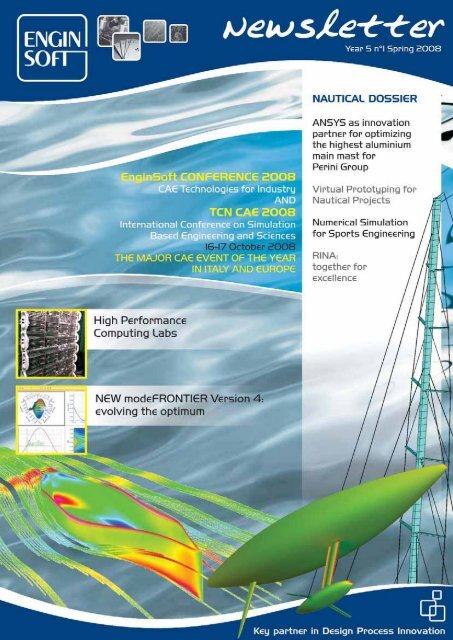 ENGIN
SOFT
Newsletter
Year 5 n°1 Spring 2008
NAUTICAL DOSSIER
ANSYS as innovation
partner for optimizing
the highest aluminium
main mast for
Perini Group
Virtual Prototyping for
Nautical Projects
Numerical Simulation
for Sports Engineering
RINA:
together for
excellence
EnginSoft CONFERENCE 2008
CAE Technologies for Industry
AND
TCN CAE 2008
International Conference on Simulation
Based Engineering and Sciences
16-17 October 2008
THE MAJOR CAE EVENT OF THE YEAR
IN ITALY AND EUROPE
High Performance
Computing Labs
NEW modeFRONTIER Version 4:
evolving the optimum
Key partner in Design Process Innovation